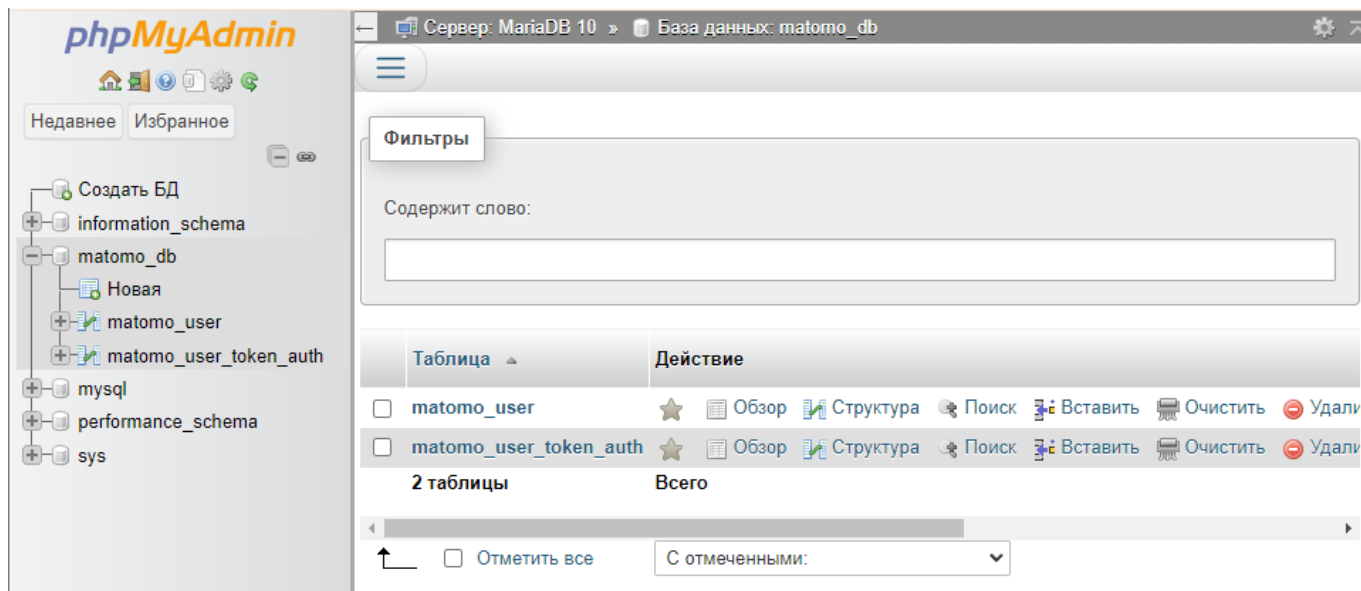 phpMyAdmin
Недавнее Избранное
Создать БД
information_schema
matomo_db
Новая
matomo_user
matomo_user_token_auth
mysql
performance_schema
sys
Сервер: MariaDB 10 » База данных: matomo_db
Фильтры
Содержит слово:
Таблица Действие
matomo_user Обзор Структура Поиск Вставить Очистить Удали
matomo_user_token_auth Обзор Структура Поиск Вставить Очистить Удали
2 таблицы Всего
Отметить все С отмеченными: